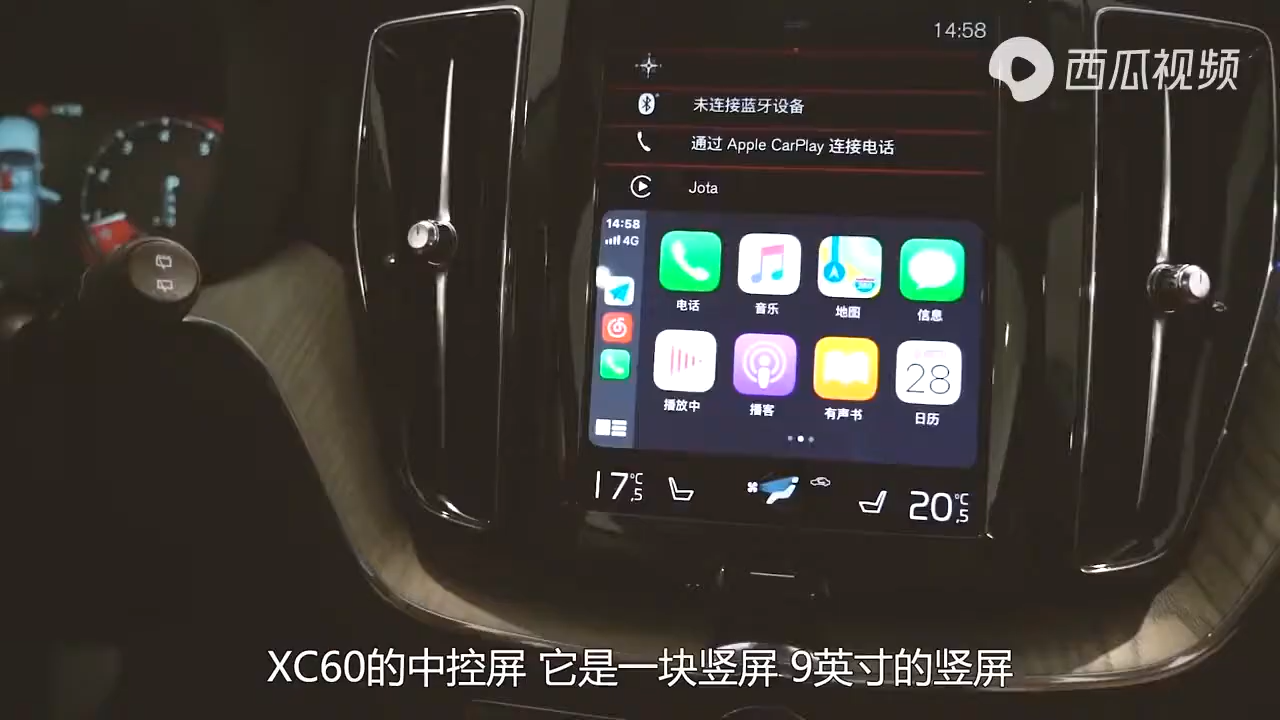 14:58
西瓜视频
未连接蓝牙设备
通过 Apple CarPlay 连接电话
Jota
14:58
4G
电话
音乐
地图
信息
播放中
播客
有声书
28
日历
17,5°C
20,5°C
XC60的中控屏 它是一块竖屏 9英寸的竖屏